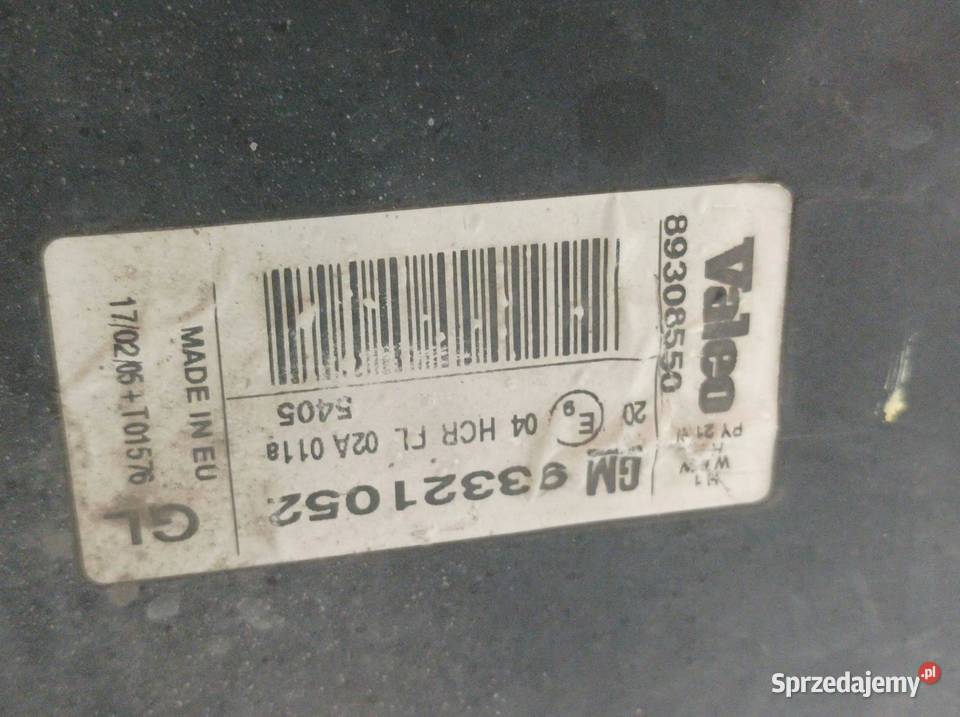 Valeo
89308550
PY 21W
20
E9
04 HCR FL 02A 0118
5405
GM 93321052
MADE IN EU
17/02/05 + T01576
GL
Sprzedajemy.pl